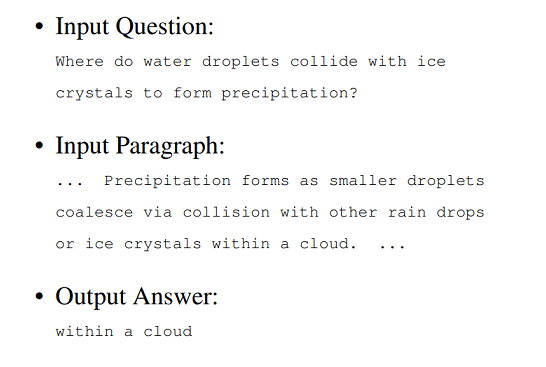 • Input Question:
Where do water droplets collide with ice
crystals to form precipitation?
• Input Paragraph:
... Precipitation forms as smaller droplets
coalesce via collision with other rain drops
or ice crystals within a cloud. ...
• Output Answer:
within a cloud